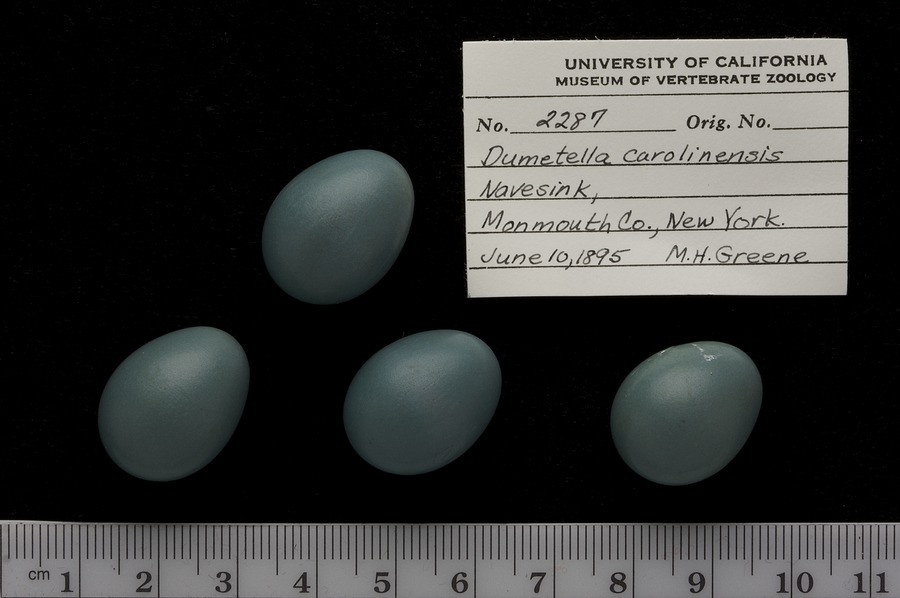 UNIVERSITY OF CALIFORNIA
MUSEUM OF VERTEBRATE ZOOLOGY
No. 2287 Orig. No.
Dumetella carolinensis
Navesink,
Monmouth Co., New York.
June 10, 1895 M.H. Greene
cm 1 2 3 4 5 6 7 8 9 10 11